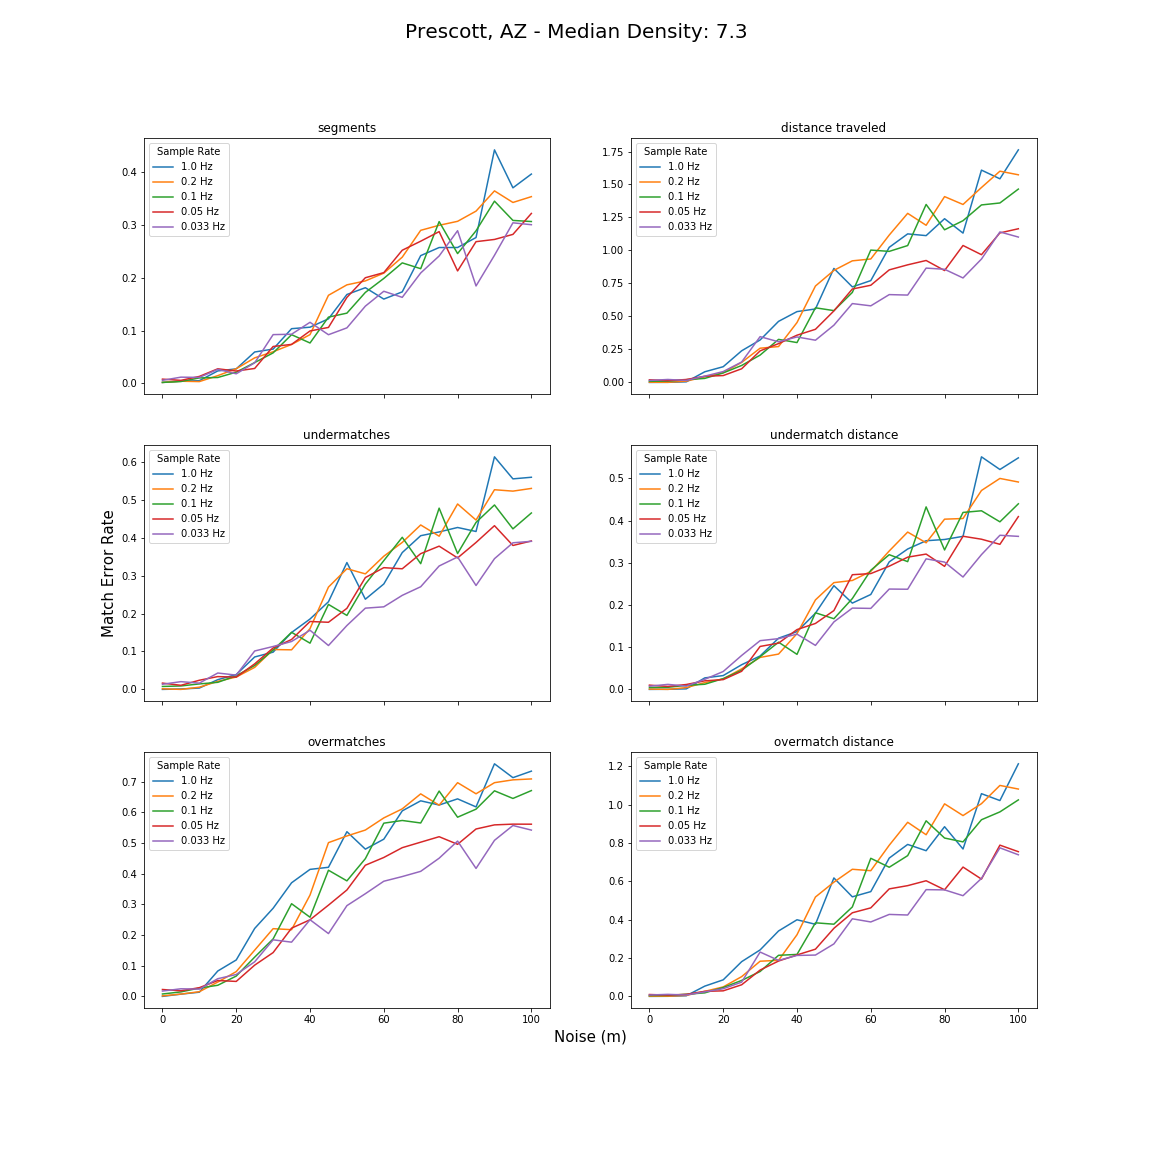 Prescott, AZ - Median Density: 7.3
segments
Sample Rate
1.0 Hz
0.2 Hz
0.1 Hz
0.05 Hz
0.033 Hz
0.4
0.3
0.2
0.1
0.0
distance traveled
Sample Rate
1.0 Hz
0.2 Hz
0.1 Hz
0.05 Hz
0.033 Hz
1.75
1.50
1.25
1.00
0.75
0.50
0.25
0.00
undermatches
Sample Rate
1.0 Hz
0.2 Hz
0.1 Hz
0.05 Hz
0.033 Hz
0.6
0.5
0.4
0.3
0.2
0.1
0.0
Match Error Rate
undermatch distance
Sample Rate
1.0 Hz
0.2 Hz
0.1 Hz
0.05 Hz
0.033 Hz
0.5
0.4
0.3
0.2
0.1
0.0
overmatches
Sample Rate
1.0 Hz
0.2 Hz
0.1 Hz
0.05 Hz
0.033 Hz
0.7
0.6
0.5
0.4
0.3
0.2
0.1
0.0
0 20 40 60 80 100
overmatch distance
Sample Rate
1.0 Hz
0.2 Hz
0.1 Hz
0.05 Hz
0.033 Hz
1.2
1.0
0.8
0.6
0.4
0.2
0.0
0 20 40 60 80 100
Noise (m)